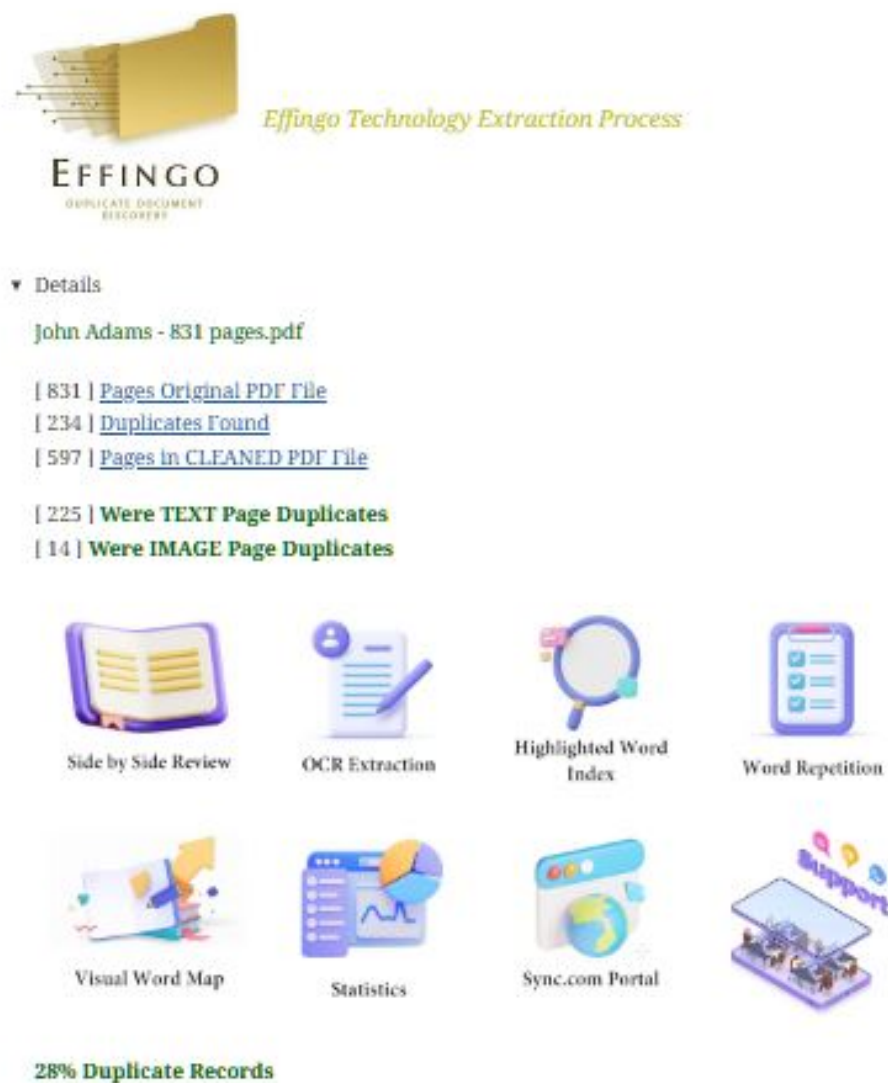 Effingo Technology Extraction Process
EFFINGO
DUPLICATE DOCUMENT
DISCOVERY
▼ Details
John Adams - 831 pages.pdf
[ 831 ] Pages Original PDF File
[ 234 ] Duplicates Found
[ 597 ] Pages in CLEANED PDF File
[ 225 ] Were TEXT Page Duplicates
[ 14 ] Were IMAGE Page Duplicates
Side by Side Review
OCR Extraction
Highlighted Word
Index
Word Repetition
Support
Visual Word Map
Statistics
Sync.com Portal
28% Duplicate Records